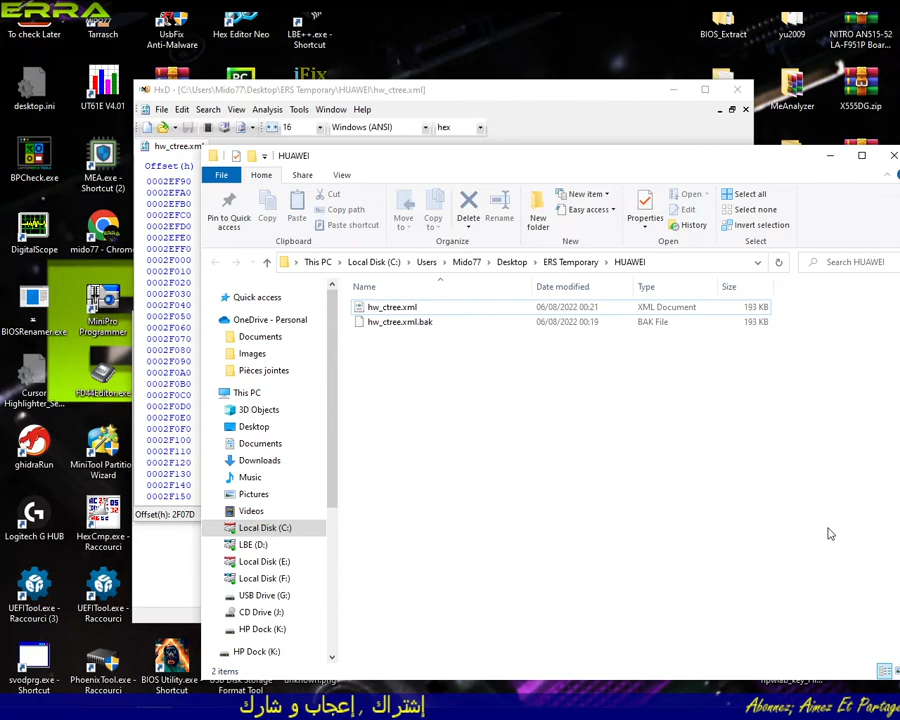 ERRA
To check Later
Tarrasch
UsbFix
Anti-Malware
Hex Editor Neo
LBE++.exe -
Shortcut
BIOS_Extract
yu2009
NITRO AN515-52
LA-F951P Boar...
desktop.ini
UT61E V4.01
MeAnalyzer
X555DG.zip
HxD - [C:\Users\Mido77\Desktop\ERS Temporary\HUAWEI\hw_ctree.xml]
File Edit Search View Analysis Tools Window Help
16 Windows (ANSI) hex
hw_ctree.xml
Offset(h)
0002EF90
0002EFA0
0002EFB0
0002EFC0
0002EFD0
0002EFE0
0002EFF0
0002F000
0002F010
0002F020
0002F030
0002F040
0002F050
0002F060
0002F070
0002F080
0002F090
0002F0A0
0002F0B0
0002F0C0
0002F0D0
0002F0E0
0002F0F0
0002F100
0002F110
0002F120
0002F130
0002F140
0002F150
Offset(h): 2F07D
HUAWEI
File Home Share View
Pin to Quick
access
Copy
Paste
Cut
Copy path
Paste shortcut
Clipboard
Move
to
Copy
to
Delete
Rename
Organize
New
folder
New item
Easy access
New
Properties
Open
Edit
History
Open
Select all
Select none
Invert selection
Select
This PC > Local Disk (C:) > Users > Mido77 > Desktop > ERS Temporary > HUAWEI
Search HUAWEI
Name Date modified Type Size
hw_ctree.xml 06/08/2022 00:21 XML Document 193 KB
hw_ctree.xml.bak 06/08/2022 00:19 BAK File 193 KB
Quick access
OneDrive - Personal
Documents
Images
Pièces jointes
This PC
3D Objects
Desktop
Documents
Downloads
Music
Pictures
Videos
Local Disk (C:)
LBE (D:)
Local Disk (E:)
Local Disk (F:)
USB Drive (G:)
CD Drive (J:)
HP Dock (K:)
HP Dock (K:)
2 items
BPCheck.exe
MEA.exe -
Shortcut (2)
DigitalScope
mido77 - Chrome
BIOSRenamer.exe
MiniPro
Programmer
Cursor
Highlighter_Se...
FD44Editor.exe
ghidraRun
MiniTool Partition
Wizard
Logitech G HUB
HexCmp.exe -
Raccourci
UEFITool.exe -
Raccourci (3)
UEFITool.exe -
Raccourci
svodprg.exe -
Shortcut
PhoenixTool.exe -
Raccourci
BIOS Utility.exe -
Shortcut
USB Disk Storage
Format Tool
إشتراك , إعجاب و شارك
Abonnez; Aimez Et Partage